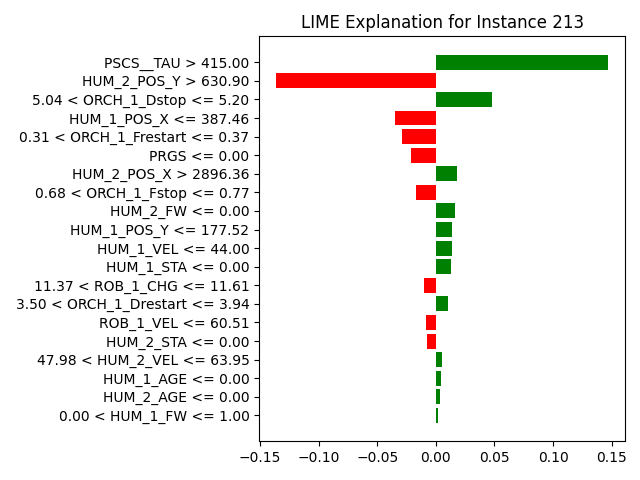 LIME Explanation for Instance 213
PSCS__TAU > 415.00
HUM_2_POS_Y > 630.90
5.04 < ORCH_1_Dstop <= 5.20
HUM_1_POS_X <= 387.46
0.31 < ORCH_1_Frestart <= 0.37
PRGS <= 0.00
HUM_2_POS_X > 2896.36
0.68 < ORCH_1_Fstop <= 0.77
HUM_2_FW <= 0.00
HUM_1_POS_Y <= 177.52
HUM_1_VEL <= 44.00
HUM_1_STA <= 0.00
11.37 < ROB_1_CHG <= 11.61
3.50 < ORCH_1_Drestart <= 3.94
ROB_1_VEL <= 60.51
HUM_2_STA <= 0.00
47.98 < HUM_2_VEL <= 63.95
HUM_1_AGE <= 0.00
HUM_2_AGE <= 0.00
0.00 < HUM_1_FW <= 1.00
−0.15 −0.10 −0.05 0.00 0.05 0.10 0.15